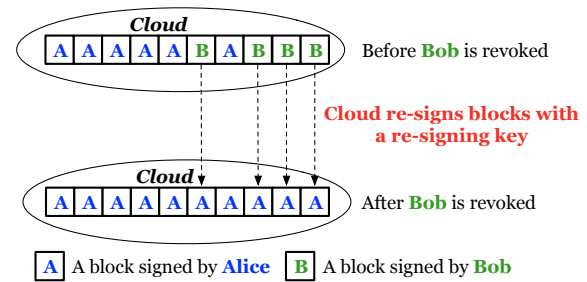 Cloud
A A A A A B A B B B
Before Bob is revoked
Cloud re-signs blocks with
a re-signing key
Cloud
A A A A A A A A A A
After Bob is revoked
A A block signed by Alice B A block signed by Bob